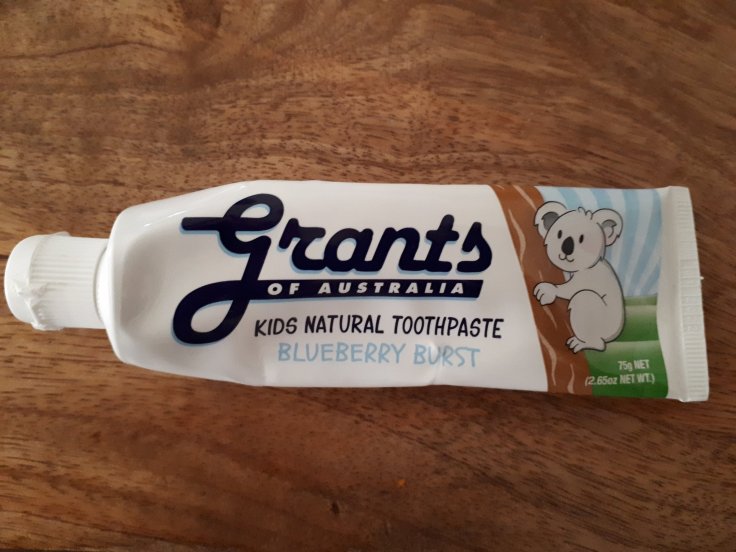 Grants
OF AUSTRALIA
KIDS NATURAL TOOTHPASTE
BLUEBERRY BURST
75g NET
(2.65oz NET WT.)